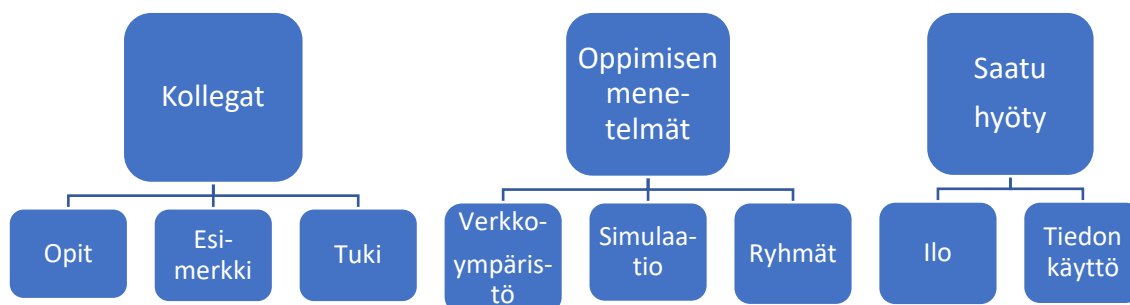 Kollegat
Oppimisen
mene-
telmät
Saatu
hyöty
Opit
Esi-
merkki
Tuki
Verkko-
ympäris-
tö
Simulaa-
tio
Ryhmät
Ilo
Tiedon
käyttö